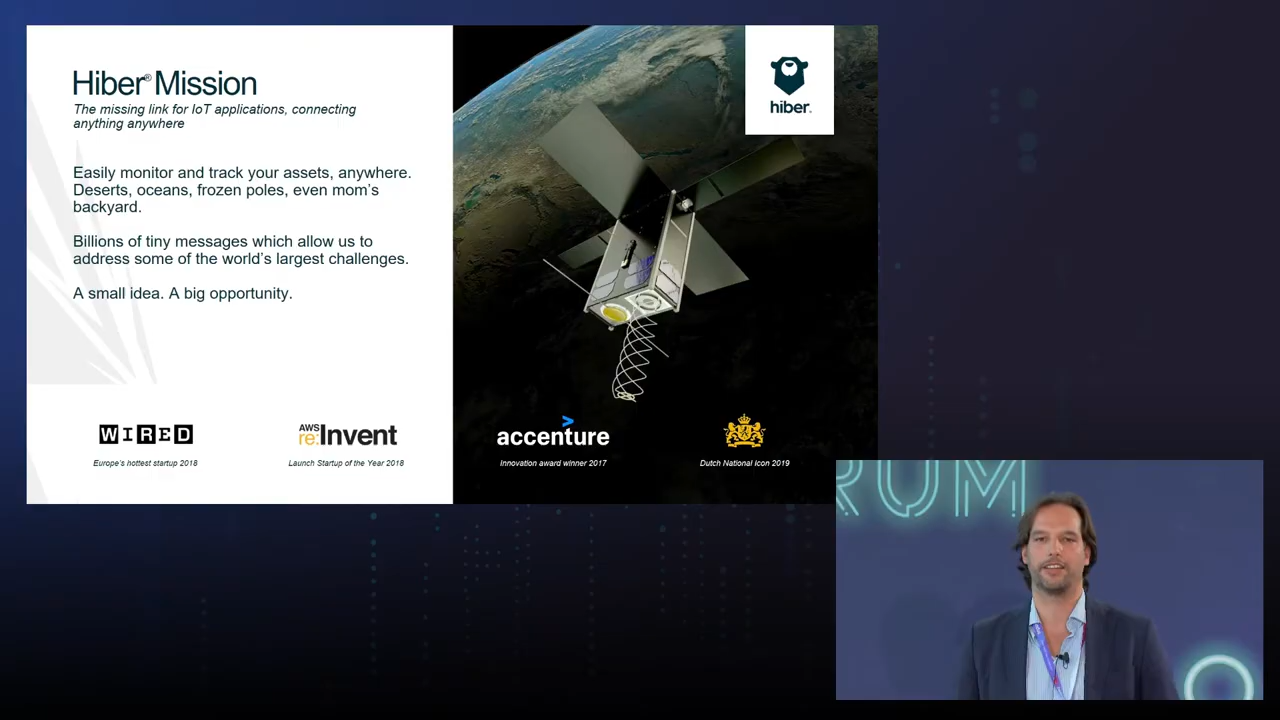 Hiber® Mission
The missing link for IoT applications, connecting
anything anywhere
Easily monitor and track your assets, anywhere.
Deserts, oceans, frozen poles, even mom's
backyard.
Billions of tiny messages which allow us to
address some of the world's largest challenges.
A small idea. A big opportunity.
hiber.
WIRED
Europe's hottest startup 2018
AWS
re:Invent
Launch Startup of the Year 2018
accenture
Innovation award winner 2017
Dutch National Icon 2019
RUM